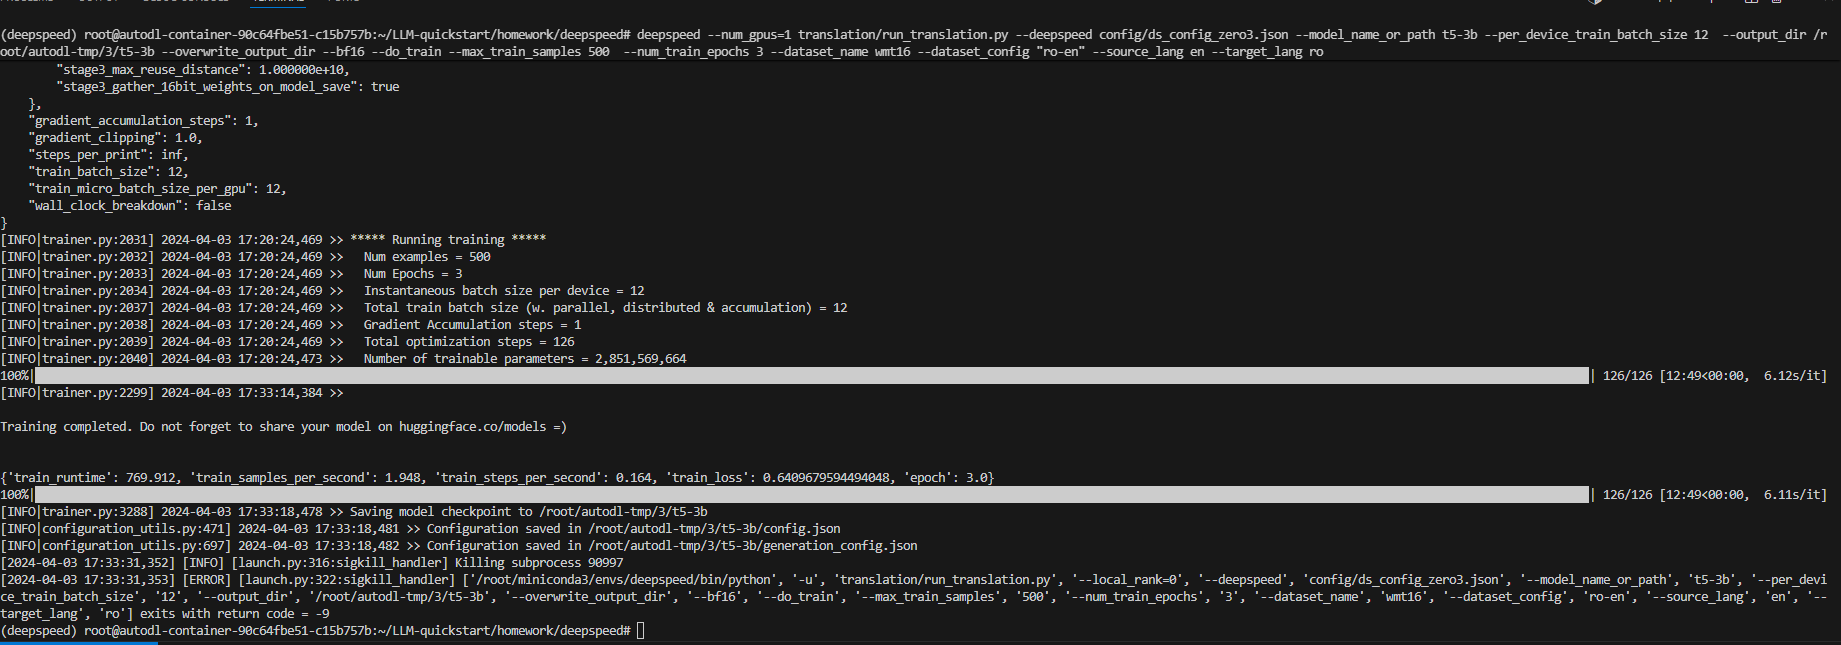 TERMINAL
(deepspeed) root@autodl-container-90c64fbe51-c15b757b:~/LLM-quickstart/homework/deepspeed# deepspeed --num_gpus=1 translation/run_translation.py --deepspeed config/ds_config_zero3.json --model_name_or_path t5-3b --per_device_train_batch_size 12  --output_dir /r
oot/autodl-tmp/3/t5-3b --overwrite_output_dir --bf16 --do_train --max_train_samples 500  --num_train_epochs 3 --dataset_name wmt16 --dataset_config "ro-en" --source_lang en --target_lang ro
        "stage3_max_reuse_distance": 1.000000e+10,
        "stage3_gather_16bit_weights_on_model_save": true
    },
    "gradient_accumulation_steps": 1,
    "gradient_clipping": 1.0,
    "steps_per_print": inf,
    "train_batch_size": 12,
    "train_micro_batch_size_per_gpu": 12,
    "wall_clock_breakdown": false
}
[INFO|trainer.py:2031] 2024-04-03 17:20:24,469 >> ***** Running training *****
[INFO|trainer.py:2032] 2024-04-03 17:20:24,469 >>   Num examples = 500
[INFO|trainer.py:2033] 2024-04-03 17:20:24,469 >>   Num Epochs = 3
[INFO|trainer.py:2034] 2024-04-03 17:20:24,469 >>   Instantaneous batch size per device = 12
[INFO|trainer.py:2037] 2024-04-03 17:20:24,469 >>   Total train batch size (w. parallel, distributed & accumulation) = 12
[INFO|trainer.py:2038] 2024-04-03 17:20:24,469 >>   Gradient Accumulation steps = 1
[INFO|trainer.py:2039] 2024-04-03 17:20:24,469 >>   Total optimization steps = 126
[INFO|trainer.py:2040] 2024-04-03 17:20:24,473 >>   Number of trainable parameters = 2,851,569,664
100%| | 126/126 [12:49<00:00,  6.12s/it]
[INFO|trainer.py:2299] 2024-04-03 17:33:14,384 >>
Training completed. Do not forget to share your model on huggingface.co/models =)
{'train_runtime': 769.912, 'train_samples_per_second': 1.948, 'train_steps_per_second': 0.164, 'train_loss': 0.6409679594494048, 'epoch': 3.0}
100%| | 126/126 [12:49<00:00,  6.11s/it]
[INFO|trainer.py:3288] 2024-04-03 17:33:18,478 >> Saving model checkpoint to /root/autodl-tmp/3/t5-3b
[INFO|configuration_utils.py:471] 2024-04-03 17:33:18,481 >> Configuration saved in /root/autodl-tmp/3/t5-3b/config.json
[INFO|configuration_utils.py:697] 2024-04-03 17:33:18,482 >> Configuration saved in /root/autodl-tmp/3/t5-3b/generation_config.json
[2024-04-03 17:33:31,352] [INFO] [launch.py:316:sigkill_handler] Killing subprocess 90997
[2024-04-03 17:33:31,353] [ERROR] [launch.py:322:sigkill_handler] ['/root/miniconda3/envs/deepspeed/bin/python', '-u', 'translation/run_translation.py', '--local_rank=0', '--deepspeed', 'config/ds_config_zero3.json', '--model_name_or_path', 't5-3b', '--per_devi
ce_train_batch_size', '12', '--output_dir', '/root/autodl-tmp/3/t5-3b', '--overwrite_output_dir', '--bf16', '--do_train', '--max_train_samples', '500', '--num_train_epochs', '3', '--dataset_name', 'wmt16', '--dataset_config', 'ro-en', '--source_lang', 'en', '--
target_lang', 'ro'] exits with return code = -9
(deepspeed) root@autodl-container-90c64fbe51-c15b757b:~/LLM-quickstart/homework/deepspeed#